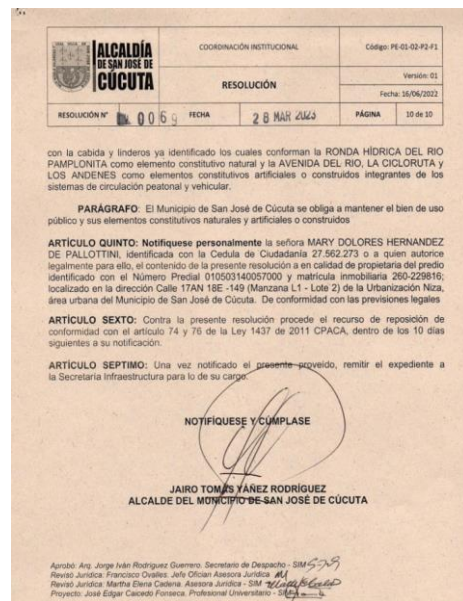 ALCALDÍA
DE SAN JOSÉ DE
CÚCUTA
COORDINACIÓN INSTITUCIONAL
Código: PE-01-02-P2-F1
RESOLUCIÓN
Versión: 01
Fecha: 16/06/2022
RESOLUCIÓN N° 0069 FECHA 28 MAR 2023 PÁGINA 10 de 10
con la cabida y linderos ya identificado los cuales conforman la RONDA HÍDRICA DEL RIO
PAMPLONITA como elemento constitutivo natural y la AVENIDA DEL RIO, LA CICLORUTA y
LOS ANDENES como elementos constitutivos artificiales o construidos integrantes de los
sistemas de circulación peatonal y vehicular.
PARÁGRAFO: El Municipio de San José de Cúcuta se obliga a mantener el bien de uso
público y sus elementos constitutivos naturales y artificiales o construidos
ARTÍCULO QUINTO: Notifíquese personalmente la señora MARY DOLORES HERNANDEZ
DE PALLOTTINI, identificada con la Cedula de Ciudadanía 27.562.273 o a quien autorice
legalmente para ello, el contenido de la presente resolución a en calidad de propietaria del predio
identificado con el Número Predial 010503140057000 y matrícula inmobiliaria 260-229816;
localizado en la dirección Calle 17AN 18E -149 (Manzana L1 - Lote 2) de la Urbanización Niza,
área urbana del Municipio de San José de Cúcuta. De conformidad con las previsiones legales
ARTÍCULO SEXTO: Contra la presente resolución procede el recurso de reposición de
conformidad con el artículo 74 y 76 de la Ley 1437 de 2011 CPACA, dentro de los 10 días
siguientes a su notificación.
ARTÍCULO SEPTIMO: Una vez notificado el presente proveído, remitir el expediente a
la Secretaria Infraestructura para lo de su cargo.
NOTIFÍQUESE Y CÚMPLASE
JAIRO TOMÁS YÁÑEZ RODRÍGUEZ
ALCALDE DEL MUNICIPIO DE SAN JOSÉ DE CÚCUTA
Aprobó: Arq. Jorge Iván Rodríguez Guerrero. Secretario de Despacho - SIM
Revisó Jurídica: Francisco Ovalles. Jefe Ofician Asesora Jurídica
Revisó Jurídica: Martha Elena Cadena. Asesora Jurídica - SIM
Proyecto: José Edgar Caicedo Fonseca. Profesional Universitario - SIM